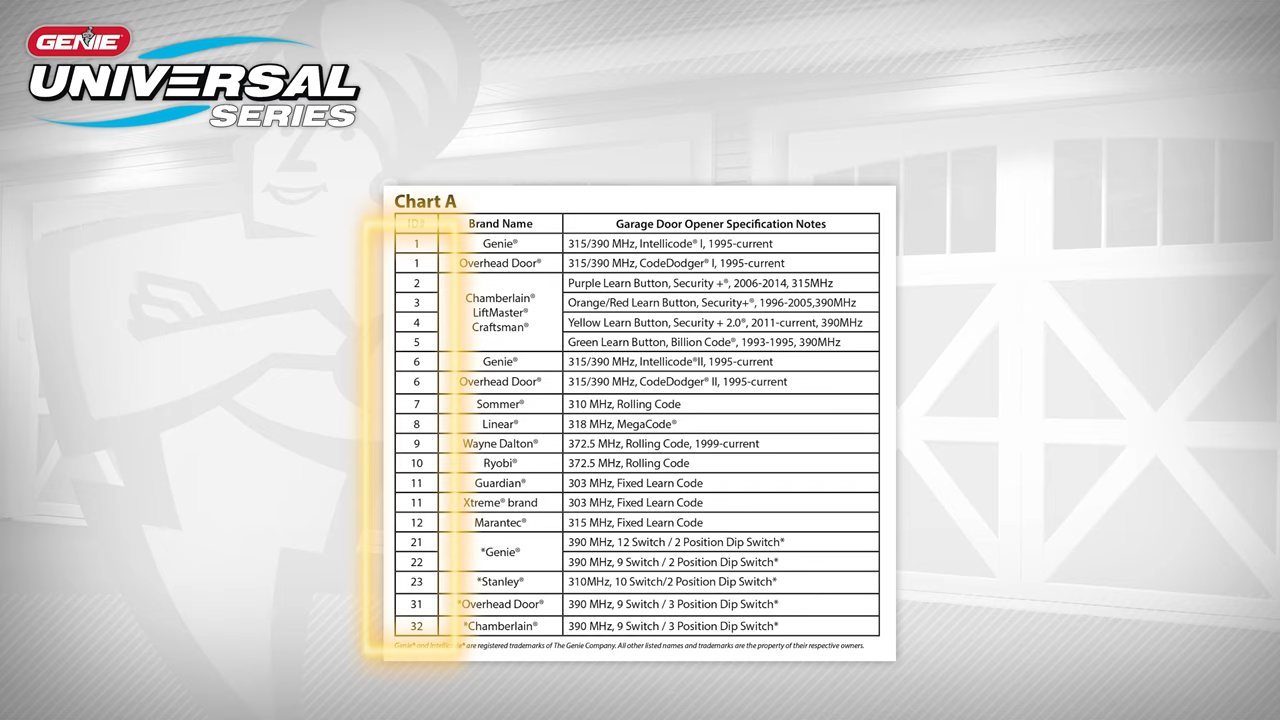 GENIE
UNIVERSAL
SERIES
Chart A
ID# Brand Name Garage Door Opener Specification Notes
1 Genie® 315/390 MHz, Intellicode® I, 1995-current
1 Overhead Door® 315/390 MHz, CodeDodger® I, 1995-current
2 Chamberlain® LiftMaster® Craftsman® Purple Learn Button, Security +®, 2006-2014, 315MHz
3 Orange/Red Learn Button, Security+®, 1996-2005,390MHz
4 Yellow Learn Button, Security + 2.0®, 2011-current, 390MHz
5 Green Learn Button, Billion Code®, 1993-1995, 390MHz
6 Genie® 315/390 MHz, Intellicode®II, 1995-current
6 Overhead Door® 315/390 MHz, CodeDodger® II, 1995-current
7 Sommer® 310 MHz, Rolling Code
8 Linear® 318 MHz, MegaCode®
9 Wayne Dalton® 372.5 MHz, Rolling Code, 1999-current
10 Ryobi® 372.5 MHz, Rolling Code
11 Guardian® 303 MHz, Fixed Learn Code
11 Xtreme® brand 303 MHz, Fixed Learn Code
12 Marantec® 315 MHz, Fixed Learn Code
21 *Genie® 390 MHz, 12 Switch / 2 Position Dip Switch*
22 390 MHz, 9 Switch / 2 Position Dip Switch*
23 *Stanley® 310MHz, 10 Switch/2 Position Dip Switch*
31 *Overhead Door® 390 MHz, 9 Switch / 3 Position Dip Switch*
32 *Chamberlain® 390 MHz, 9 Switch / 3 Position Dip Switch*
Genie® and Intellicode® are registered trademarks of The Genie Company. All other listed names and trademarks are the property of their respective owners.